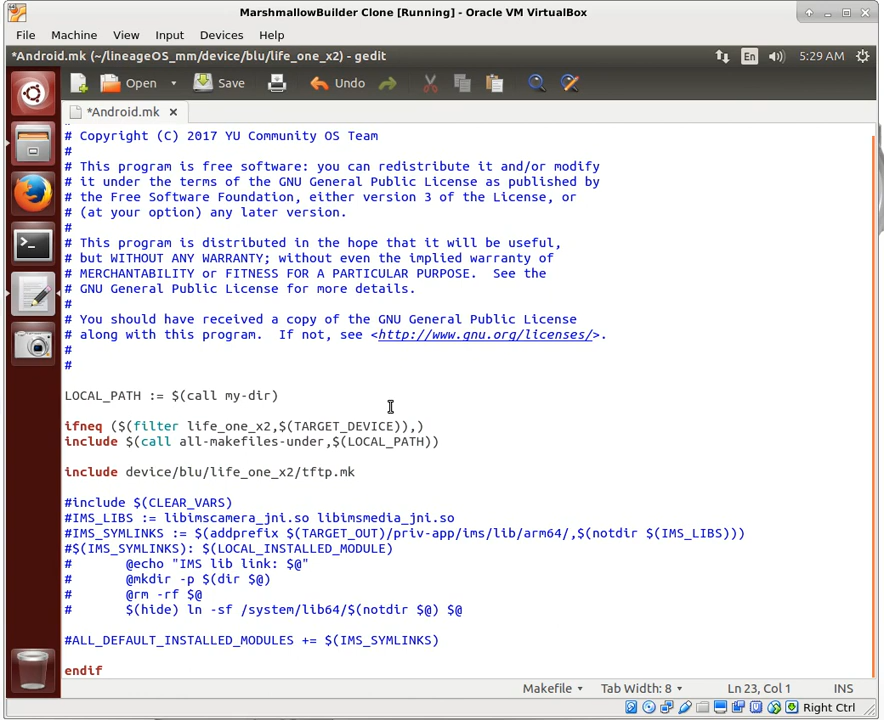 MarshmallowBuilder Clone [Running] - Oracle VM VirtualBox
File Machine View Input Devices Help
*Android.mk (~/lineageOS_mm/device/blu/life_one_x2) - gedit En 5:29 AM
Open Save Undo
*Android.mk ×
# Copyright (C) 2017 YU Community OS Team
#
# This program is free software: you can redistribute it and/or modify
# it under the terms of the GNU General Public License as published by
# the Free Software Foundation, either version 3 of the License, or
# (at your option) any later version.
#
# This program is distributed in the hope that it will be useful,
# but WITHOUT ANY WARRANTY; without even the implied warranty of
# MERCHANTABILITY or FITNESS FOR A PARTICULAR PURPOSE.  See the
# GNU General Public License for more details.
#
# You should have received a copy of the GNU General Public License
# along with this program.  If not, see <http://www.gnu.org/licenses/>.
#
#
LOCAL_PATH := $(call my-dir)
ifneq ($(filter life_one_x2,$(TARGET_DEVICE)),)
include $(call all-makefiles-under,$(LOCAL_PATH))
include device/blu/life_one_x2/tftp.mk
#include $(CLEAR_VARS)
#IMS_LIBS := libimscamera_jni.so libimsmedia_jni.so
#IMS_SYMLINKS := $(addprefix $(TARGET_OUT)/priv-app/ims/lib/arm64/,$(notdir $(IMS_LIBS)))
#$(IMS_SYMLINKS): $(LOCAL_INSTALLED_MODULE)
#       @echo "IMS lib link: $@"
#       @mkdir -p $(dir $@)
#       @rm -rf $@
#       $(hide) ln -sf /system/lib64/$(notdir $@) $@
#ALL_DEFAULT_INSTALLED_MODULES += $(IMS_SYMLINKS)
endif
Makefile Tab Width: 8 Ln 23, Col 1 INS
Right Ctrl